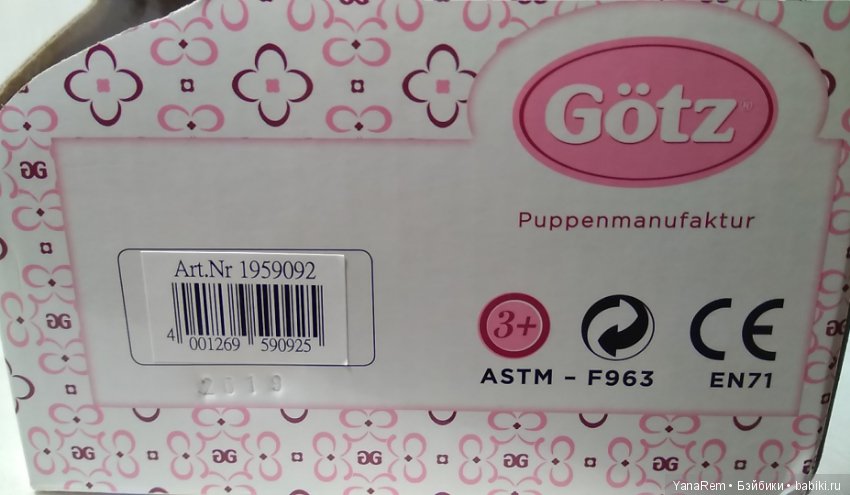 Götz®
Puppenmanufaktur
Art.Nr 1959092
4 001269 590925
2019
3+
CE
ASTM – F963
EN71
YanaRem • Бэйбики • babiki.ru